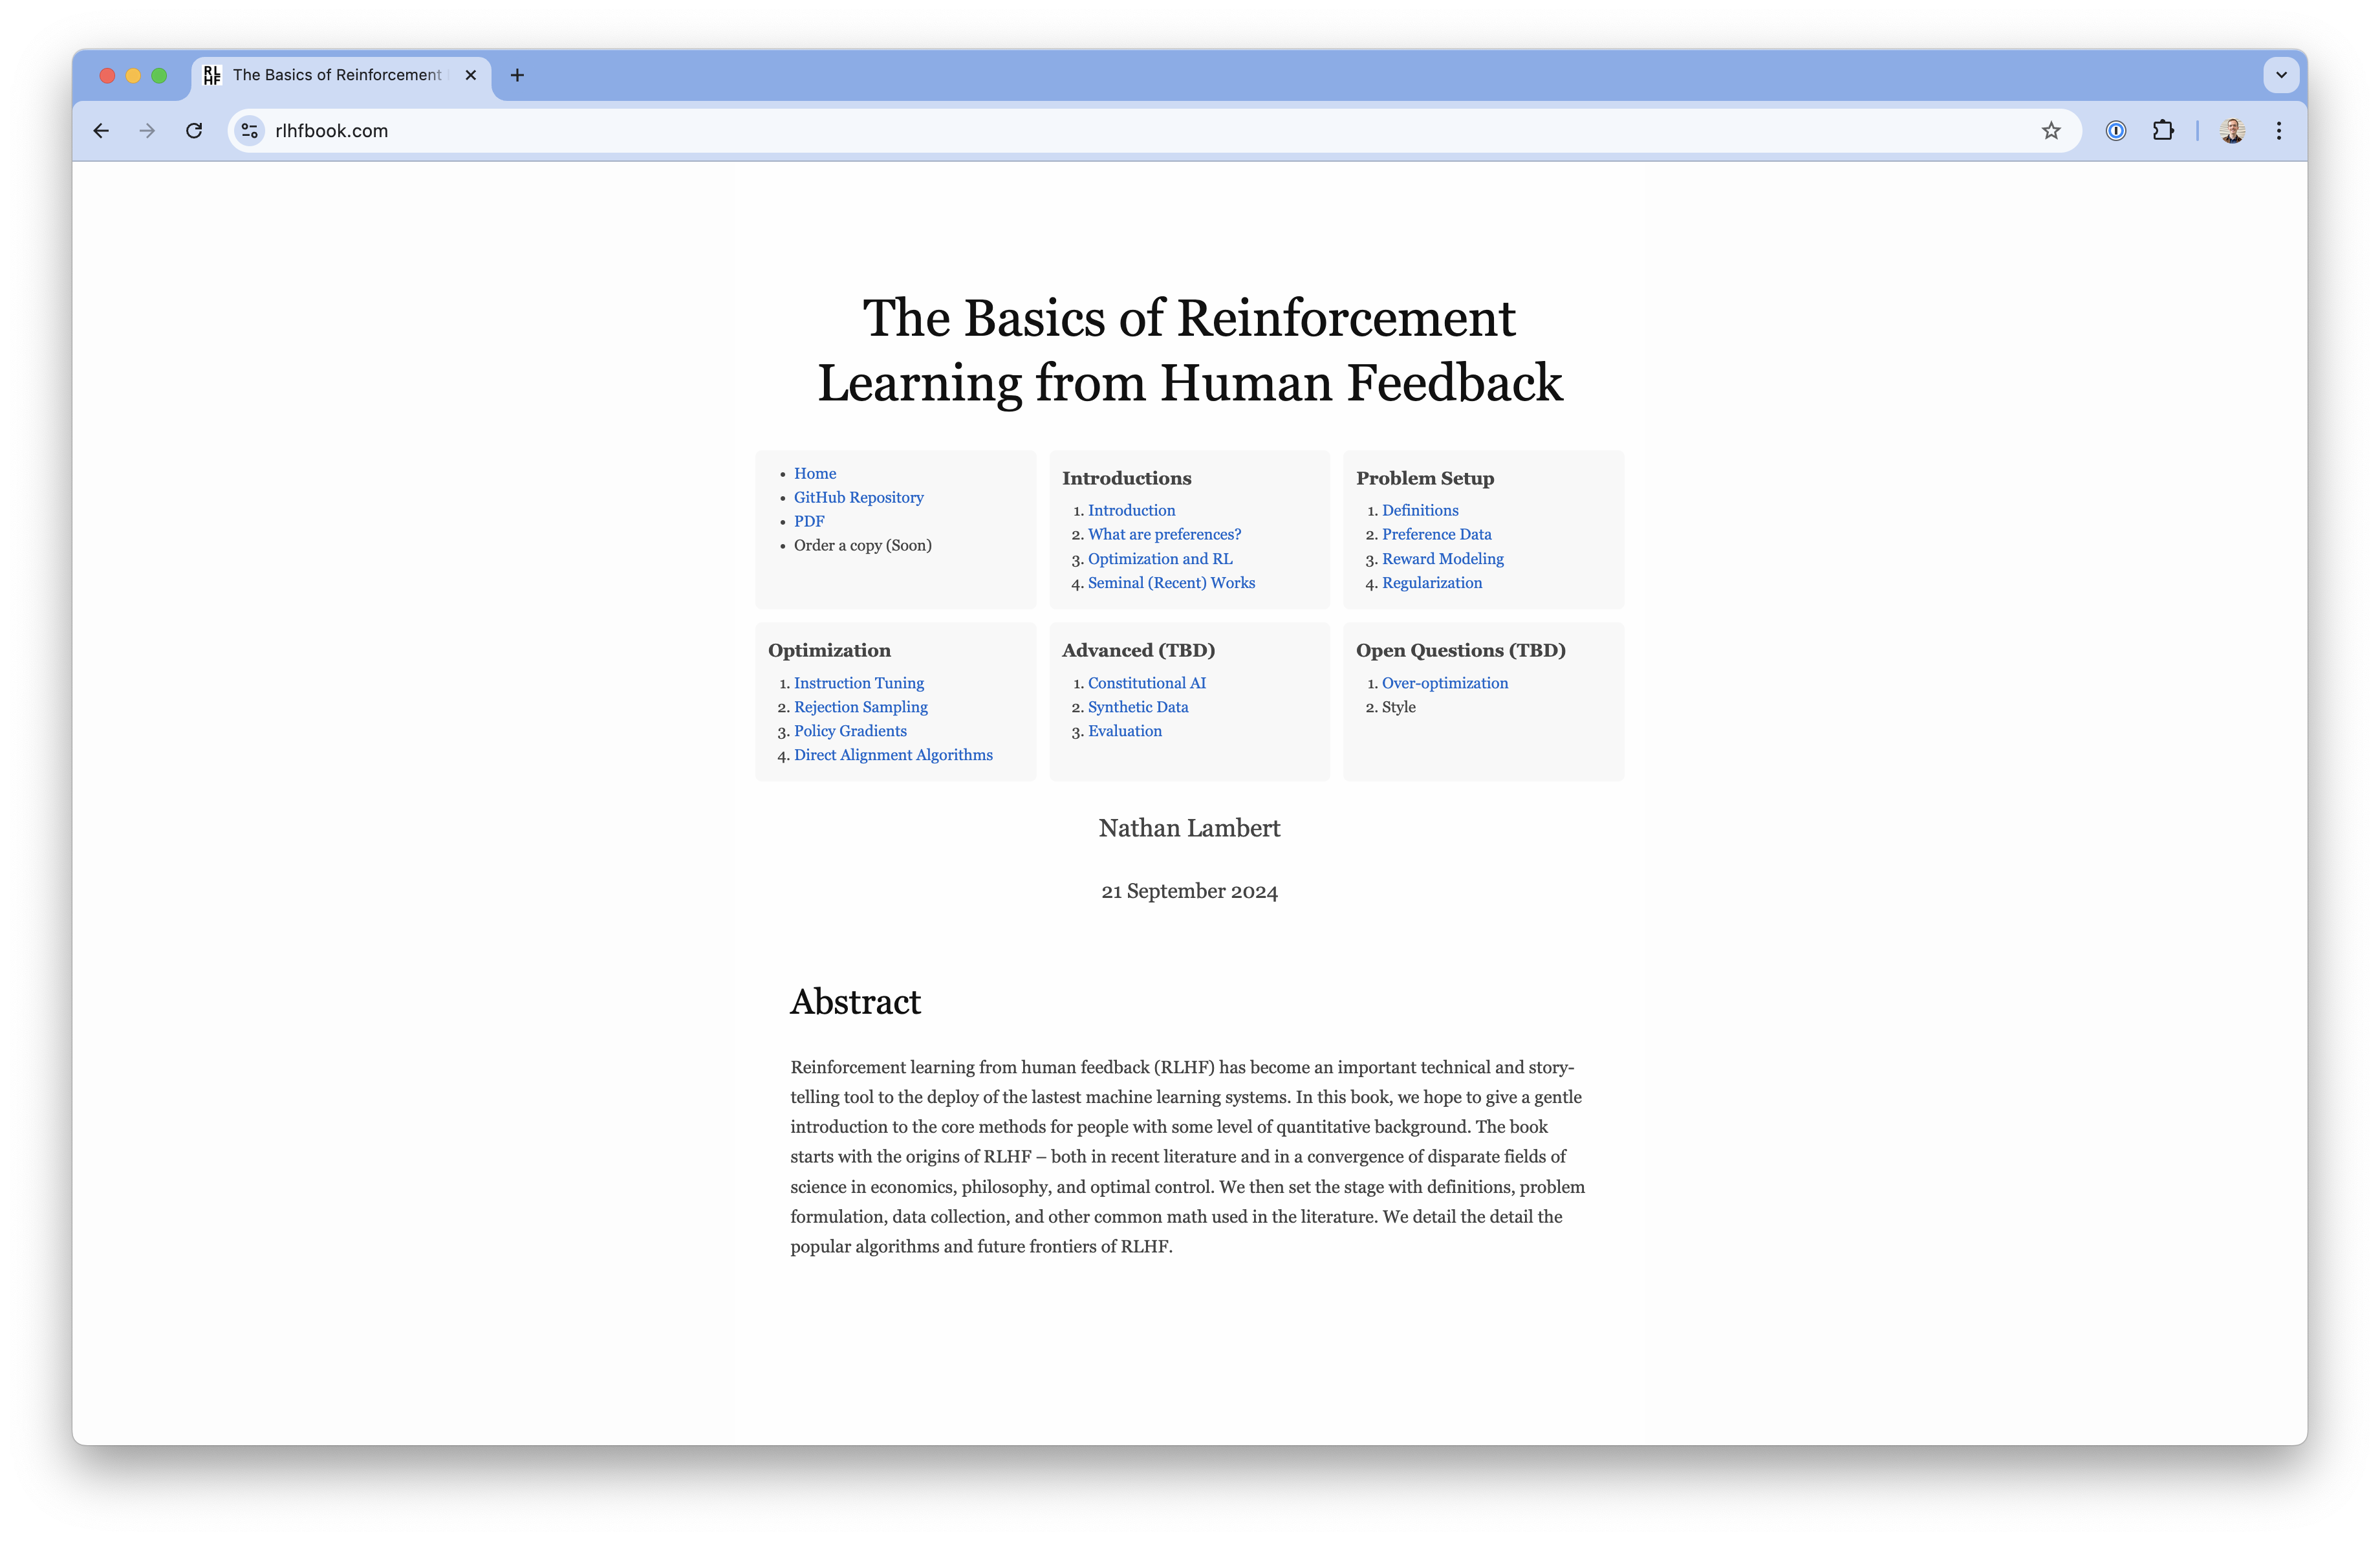 RL
HF
The Basics of Reinforcement
rlhfbook.com
The Basics of Reinforcement
Learning from Human Feedback
• Home
• GitHub Repository
• PDF
• Order a copy (Soon)
Introductions
1. Introduction
2. What are preferences?
3. Optimization and RL
4. Seminal (Recent) Works
Problem Setup
1. Definitions
2. Preference Data
3. Reward Modeling
4. Regularization
Optimization
1. Instruction Tuning
2. Rejection Sampling
3. Policy Gradients
4. Direct Alignment Algorithms
Advanced (TBD)
1. Constitutional AI
2. Synthetic Data
3. Evaluation
Open Questions (TBD)
1. Over-optimization
2. Style
Nathan Lambert
21 September 2024
Abstract
Reinforcement learning from human feedback (RLHF) has become an important technical and story-
telling tool to the deploy of the lastest machine learning systems. In this book, we hope to give a gentle
introduction to the core methods for people with some level of quantitative background. The book
starts with the origins of RLHF – both in recent literature and in a convergence of disparate fields of
science in economics, philosophy, and optimal control. We then set the stage with definitions, problem
formulation, data collection, and other common math used in the literature. We detail the detail the
popular algorithms and future frontiers of RLHF.